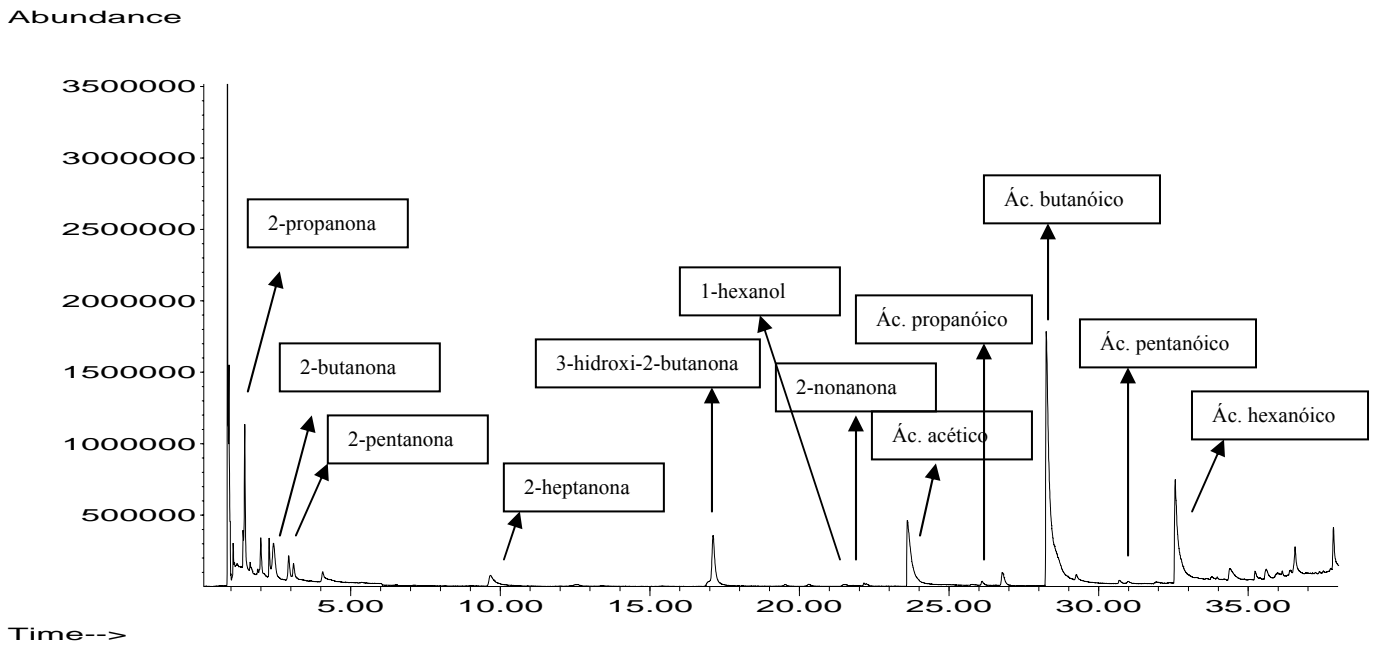 Abundance
3500000
3000000
2500000
2000000
1500000
1000000
500000
2-propanona
2-butanona
2-pentanona
2-heptanona
3-hidroxi-2-butanona
1-hexanol
2-nonanona
Ác. acético
Ác. propanóico
Ác. butanóico
Ác. pentanóico
Ác. hexanóico
5.00 10.00 15.00 20.00 25.00 30.00 35.00
Time-->